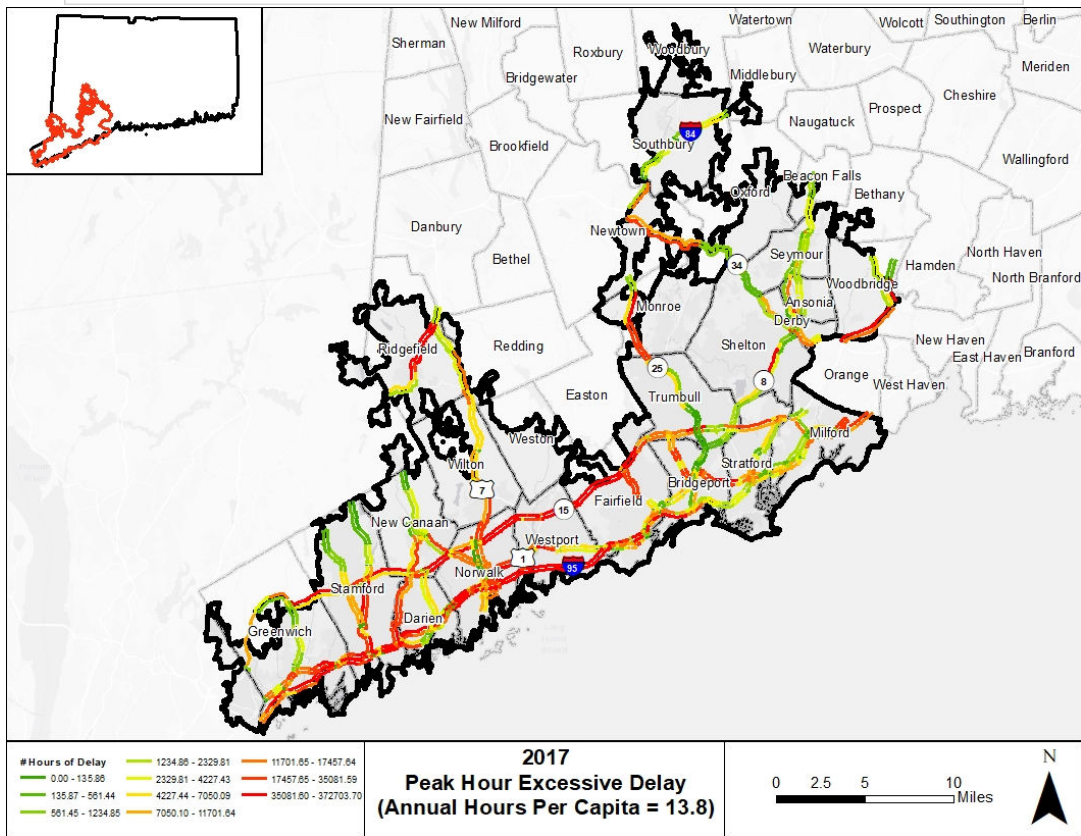 New Milford
Watertown
Wolcott
Southington
Berlin
Sherman
Roxbury
Woodbury
Waterbury
Bridgewater
Middlebury
Meriden
Cheshire
Prospect
New Fairfield
Naugatuck
84
Southbury
Brookfield
Wallingford
Beacon Falls
Oxford
Bethany
Danbury
Newtown
North Haven
Seymour
Hamden
Bethel
34
Woodbridge
North Branford
Monroe
Ansonia
Derby
Ridgefield
Redding
Shelton
New Haven
East Haven
Branford
25
8
Orange
West Haven
Easton
Trumbull
Milford
Weston
Wilton
Stratford
Bridgeport
7
Fairfield
15
New Canaan
Westport
1
Norwalk
95
Stamford
Darien
Greenwich
# Hours of Delay
0.00 - 135.86
135.87 - 561.44
561.45 - 1234.85
1234.86 - 2329.81
2329.81 - 4227.43
4227.44 - 7050.09
7050.10 - 11701.64
11701.65 - 17457.64
17457.65 - 35081.59
35081.60 - 372703.70
2017
Peak Hour Excessive Delay
(Annual Hours Per Capita = 13.8)
0 2.5 5 10
Miles
N